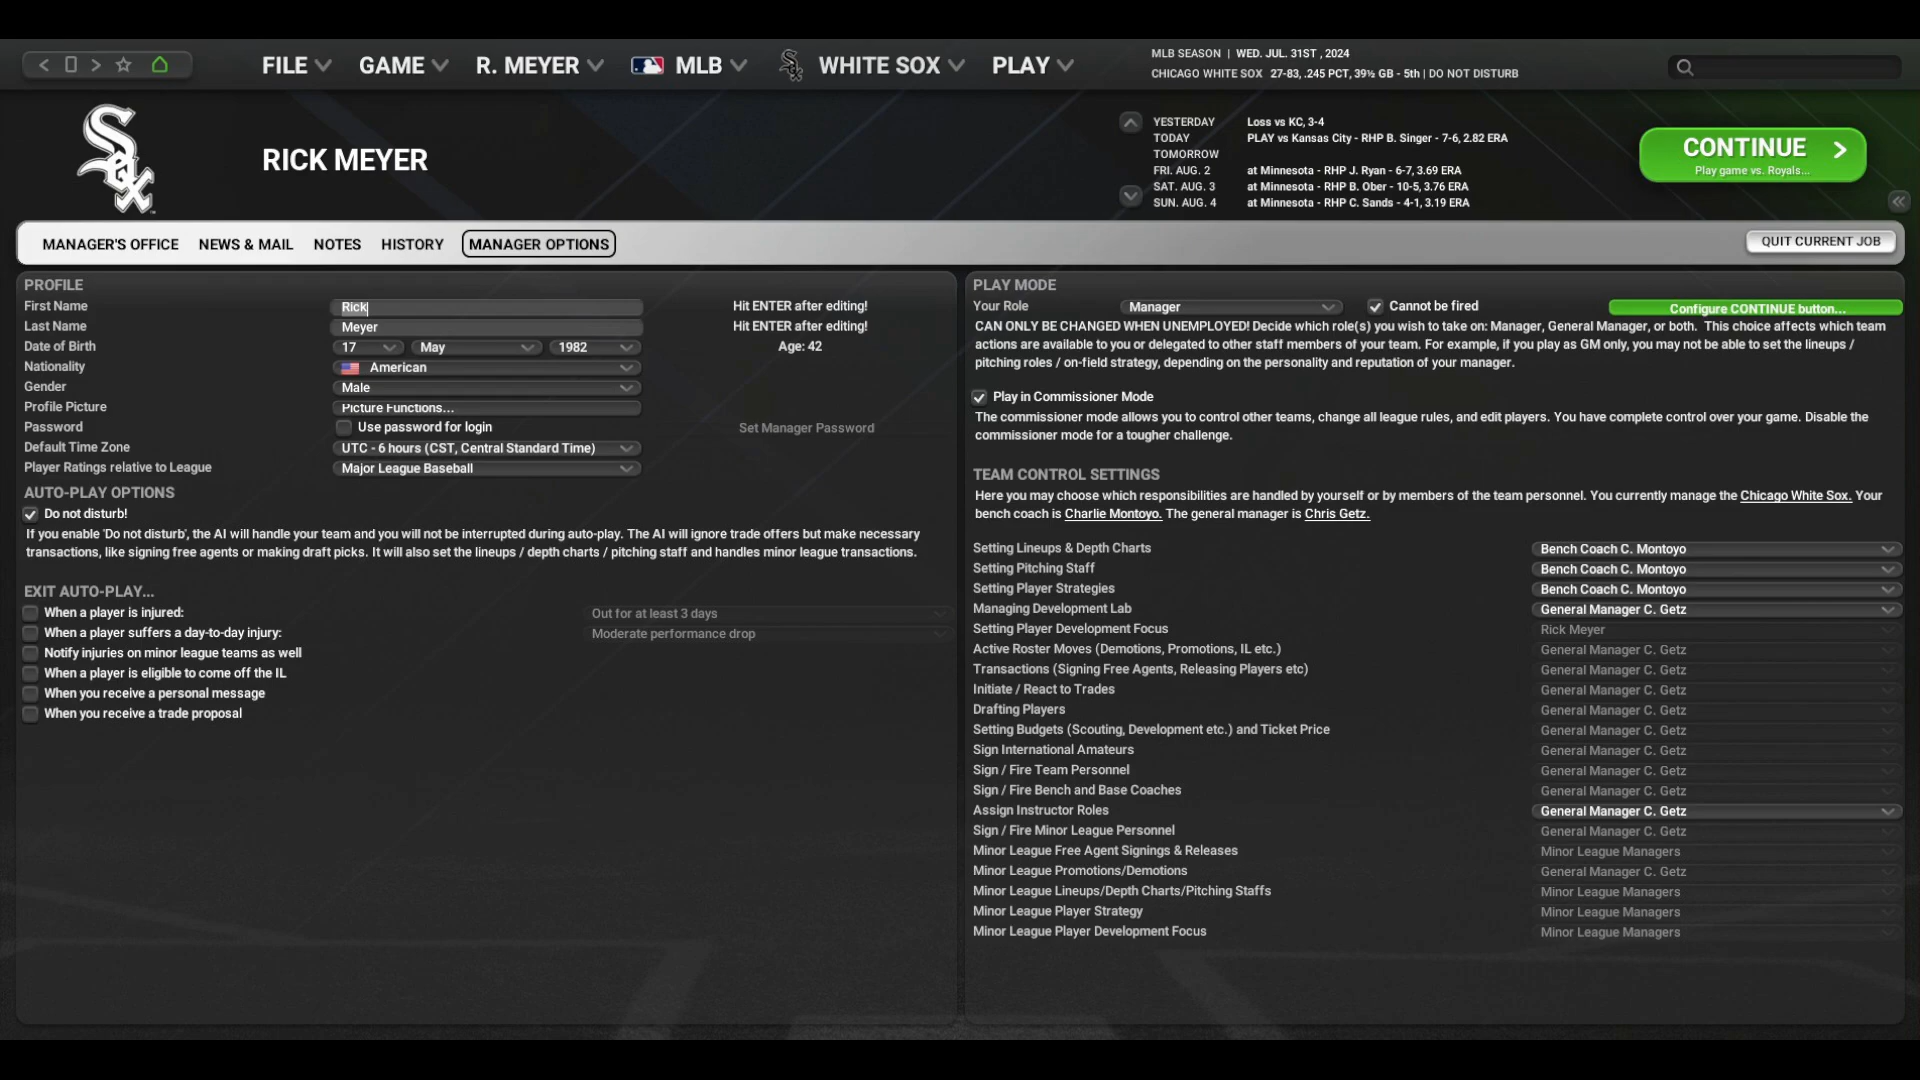 FILE GAME R. MEYER MLB WHITE SOX PLAY
MLB SEASON | WED. JUL. 31ST , 2024
CHICAGO WHITE SOX 27-83, .245 PCT, 39½ GB - 5th | DO NOT DISTURB
Sox
RICK MEYER
YESTERDAY Loss vs KC, 3-4
TODAY PLAY vs Kansas City - RHP B. Singer - 7-6, 2.82 ERA
TOMORROW
FRI. AUG. 2 at Minnesota - RHP J. Ryan - 6-7, 3.69 ERA
SAT. AUG. 3 at Minnesota - RHP B. Ober - 10-5, 3.76 ERA
SUN. AUG. 4 at Minnesota - RHP C. Sands - 4-1, 3.19 ERA
CONTINUE
Play game vs. Royals...
MANAGER'S OFFICE NEWS & MAIL NOTES HISTORY MANAGER OPTIONS QUIT CURRENT JOB
PROFILE
First Name Rick Hit ENTER after editing!
Last Name Meyer Hit ENTER after editing!
Date of Birth 17 May 1982 Age: 42
Nationality American
Gender Male
Profile Picture Picture Functions...
Password Use password for login Set Manager Password
Default Time Zone UTC - 6 hours (CST, Central Standard Time)
Player Ratings relative to League Major League Baseball
AUTO-PLAY OPTIONS
Do not disturb!
If you enable 'Do not disturb', the AI will handle your team and you will not be interrupted during auto-play. The AI will ignore trade offers but make necessary
transactions, like signing free agents or making draft picks. It will also set the lineups / depth charts / pitching staff and handles minor league transactions.
EXIT AUTO-PLAY...
When a player is injured: Out for at least 3 days
When a player suffers a day-to-day injury: Moderate performance drop
Notify injuries on minor league teams as well
When a player is eligible to come off the IL
When you receive a personal message
When you receive a trade proposal
PLAY MODE
Your Role Manager Cannot be fired Configure CONTINUE button...
CAN ONLY BE CHANGED WHEN UNEMPLOYED! Decide which role(s) you wish to take on: Manager, General Manager, or both. This choice affects which team
actions are available to you or delegated to other staff members of your team. For example, if you play as GM only, you may not be able to set the lineups /
pitching roles / on-field strategy, depending on the personality and reputation of your manager.
Play in Commissioner Mode
The commissioner mode allows you to control other teams, change all league rules, and edit players. You have complete control over your game. Disable the
commissioner mode for a tougher challenge.
TEAM CONTROL SETTINGS
Here you may choose which responsibilities are handled by yourself or by members of the team personnel. You currently manage the Chicago White Sox. Your
bench coach is Charlie Montoyo. The general manager is Chris Getz.
Setting Lineups & Depth Charts Bench Coach C. Montoyo
Setting Pitching Staff Bench Coach C. Montoyo
Setting Player Strategies Bench Coach C. Montoyo
Managing Development Lab General Manager C. Getz
Setting Player Development Focus Rick Meyer
Active Roster Moves (Demotions, Promotions, IL etc.) General Manager C. Getz
Transactions (Signing Free Agents, Releasing Players etc) General Manager C. Getz
Initiate / React to Trades General Manager C. Getz
Drafting Players General Manager C. Getz
Setting Budgets (Scouting, Development etc.) and Ticket Price General Manager C. Getz
Sign International Amateurs General Manager C. Getz
Sign / Fire Team Personnel General Manager C. Getz
Sign / Fire Bench and Base Coaches General Manager C. Getz
Assign Instructor Roles General Manager C. Getz
Sign / Fire Minor League Personnel General Manager C. Getz
Minor League Free Agent Signings & Releases Minor League Managers
Minor League Promotions/Demotions General Manager C. Getz
Minor League Lineups/Depth Charts/Pitching Staffs Minor League Managers
Minor League Player Strategy Minor League Managers
Minor League Player Development Focus Minor League Managers